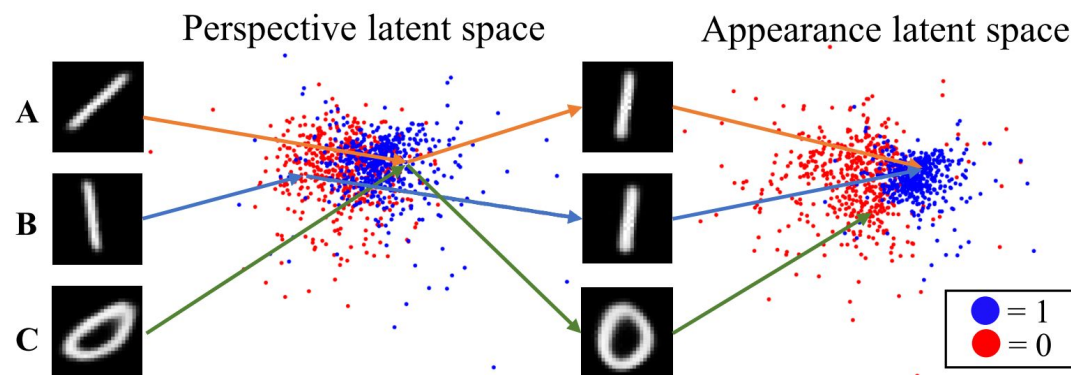 Perspective latent space
Appearance latent space
A
B
C
= 1
= 0